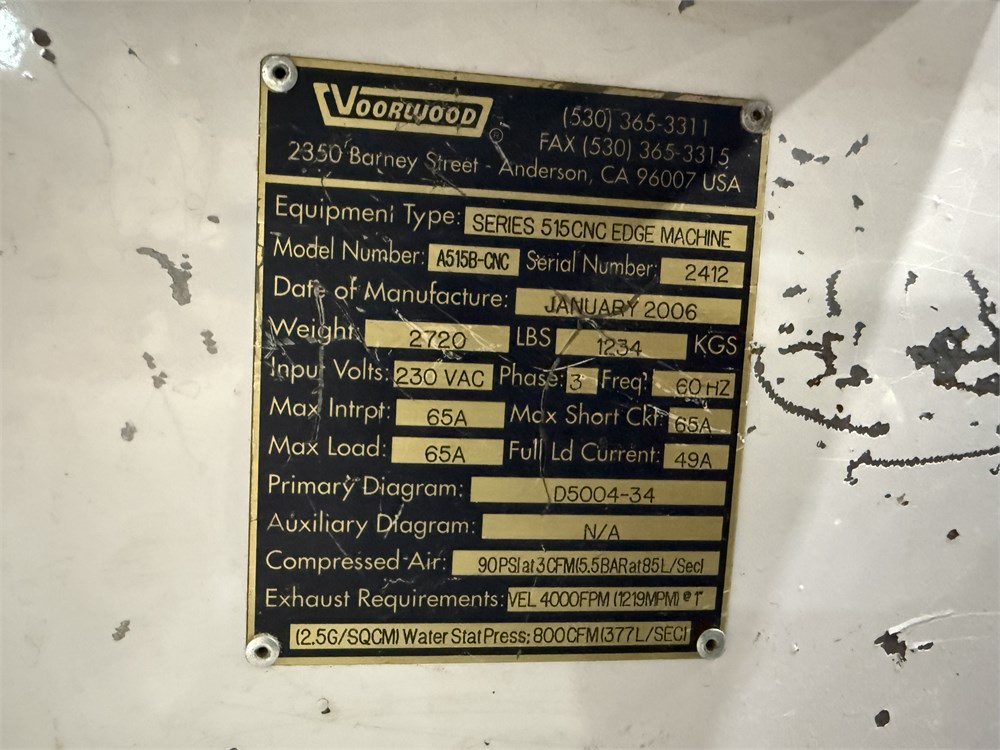 VOORWOOD ®
(530) 365-3311
FAX (530) 365-3315
2350 Barney Street - Anderson, CA 96007 USA
Equipment Type: SERIES 515CNC EDGE MACHINE
Model Number: A515B-CNC Serial Number: 2412
Date of Manufacture: JANUARY 2006
Weight: 2720 LBS 1234 KGS
Input Volts: 230 VAC Phase: 3 Freq: 60 HZ
Max Intrpt: 65A Max Short Ckt: 65A
Max Load: 65A Full Ld Current: 49A
Primary Diagram: D5004-34
Auxiliary Diagram: N/A
Compressed Air: 90PSI at 3CFM(5.5BAR at 85L/Sec)
Exhaust Requirements: VEL 4000FPM (1219MPM) @ 1"
(2.5G/SQCM) Water Stat Press; 800CFM (377L/SEC)